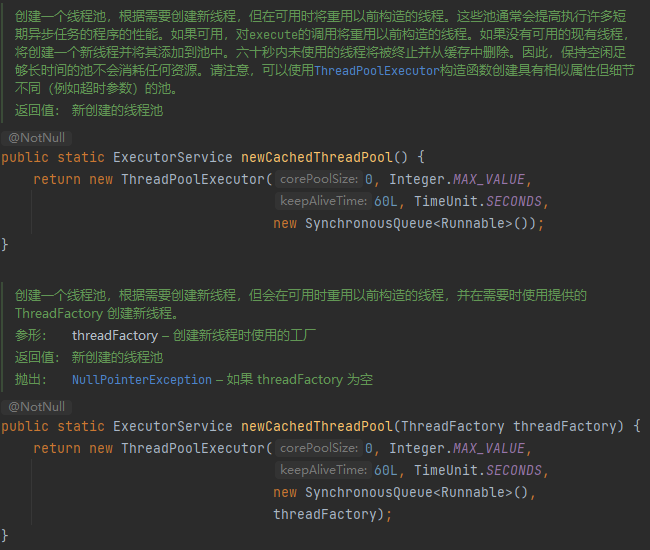 创建一个线程池，根据需要创建新线程，但在可用时将重用以前构造的线程。这些池通常会提高执行许多短
期异步任务的程序的性能。如果可用，对execute的调用将重用以前构造的线程。如果没有可用的现有线程，
将创建一个新线程并将其添加到池中。六十秒内未使用的线程将被终止并从缓存中删除。因此，保持空闲足
够长时间的池不会消耗任何资源。请注意，可以使用ThreadPoolExecutor构造函数创建具有相似属性但细节
不同（例如超时参数）的池。
返回值： 新创建的线程池
@NotNull
public static ExecutorService newCachedThreadPool() {
    return new ThreadPoolExecutor( corePoolSize: 0, Integer.MAX_VALUE,
                                  keepAliveTime: 60L, TimeUnit.SECONDS,
                                  new SynchronousQueue<Runnable>());
}
创建一个线程池，根据需要创建新线程，但会在可用时重用以前构造的线程，并在需要时使用提供的
ThreadFactory 创建新线程。
参形： threadFactory – 创建新线程时使用的工厂
返回值： 新创建的线程池
抛出： NullPointerException – 如果 threadFactory 为空
@NotNull
public static ExecutorService newCachedThreadPool(ThreadFactory threadFactory) {
    return new ThreadPoolExecutor( corePoolSize: 0, Integer.MAX_VALUE,
                                  keepAliveTime: 60L, TimeUnit.SECONDS,
                                  new SynchronousQueue<Runnable>(),
                                  threadFactory);
}